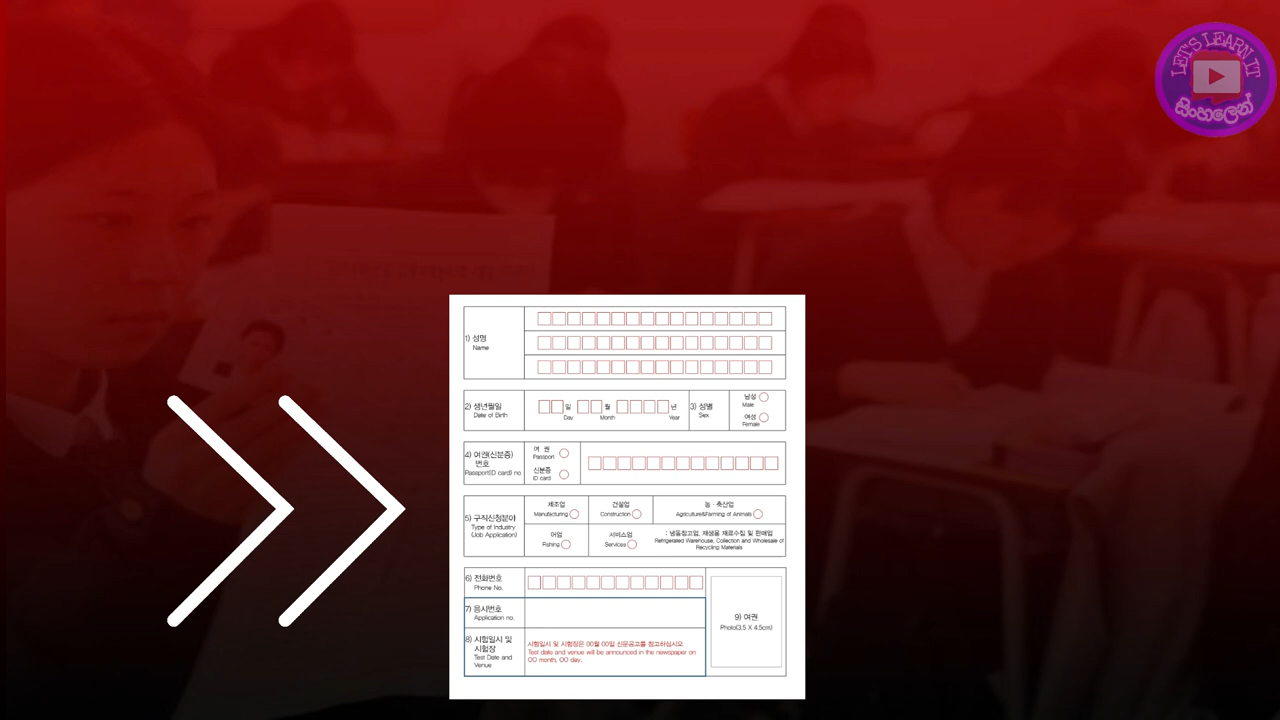 LET'S LEARN IT
සිංහලෙන්
1) 성명
Name
2) 생년월일
Date of Birth
일
Day
월
Month
년
Year
3) 성별
Sex
남성
Male
여성
Female
4) 여권(신분증)
번호
Passport(ID card) no.
여 권
Passport
신분증
ID card
5) 구직신청분야
Type of Industry
(Job Application)
제조업
Manufacturing
건설업
Construction
농·축산업
Agriculture&Farming of Animals
어업
Fishing
서비스업
Services
: 냉동창고업, 재생용 재료수집 및 판매업
Refrigerated Warehouse, Collection and Wholesale of
Recycling Materials
6) 전화번호
Phone No.
7) 응시번호
Application no.
8) 시험일시 및
시험장
Test Date and
Venue
시험일시 및 시험장은 00월 00일 신문공고를 참고하십시오.
Test date and venue will be announced in the newspaper on
OO month, OO day.
9) 여권
Photo(3.5 X 4.5cm)